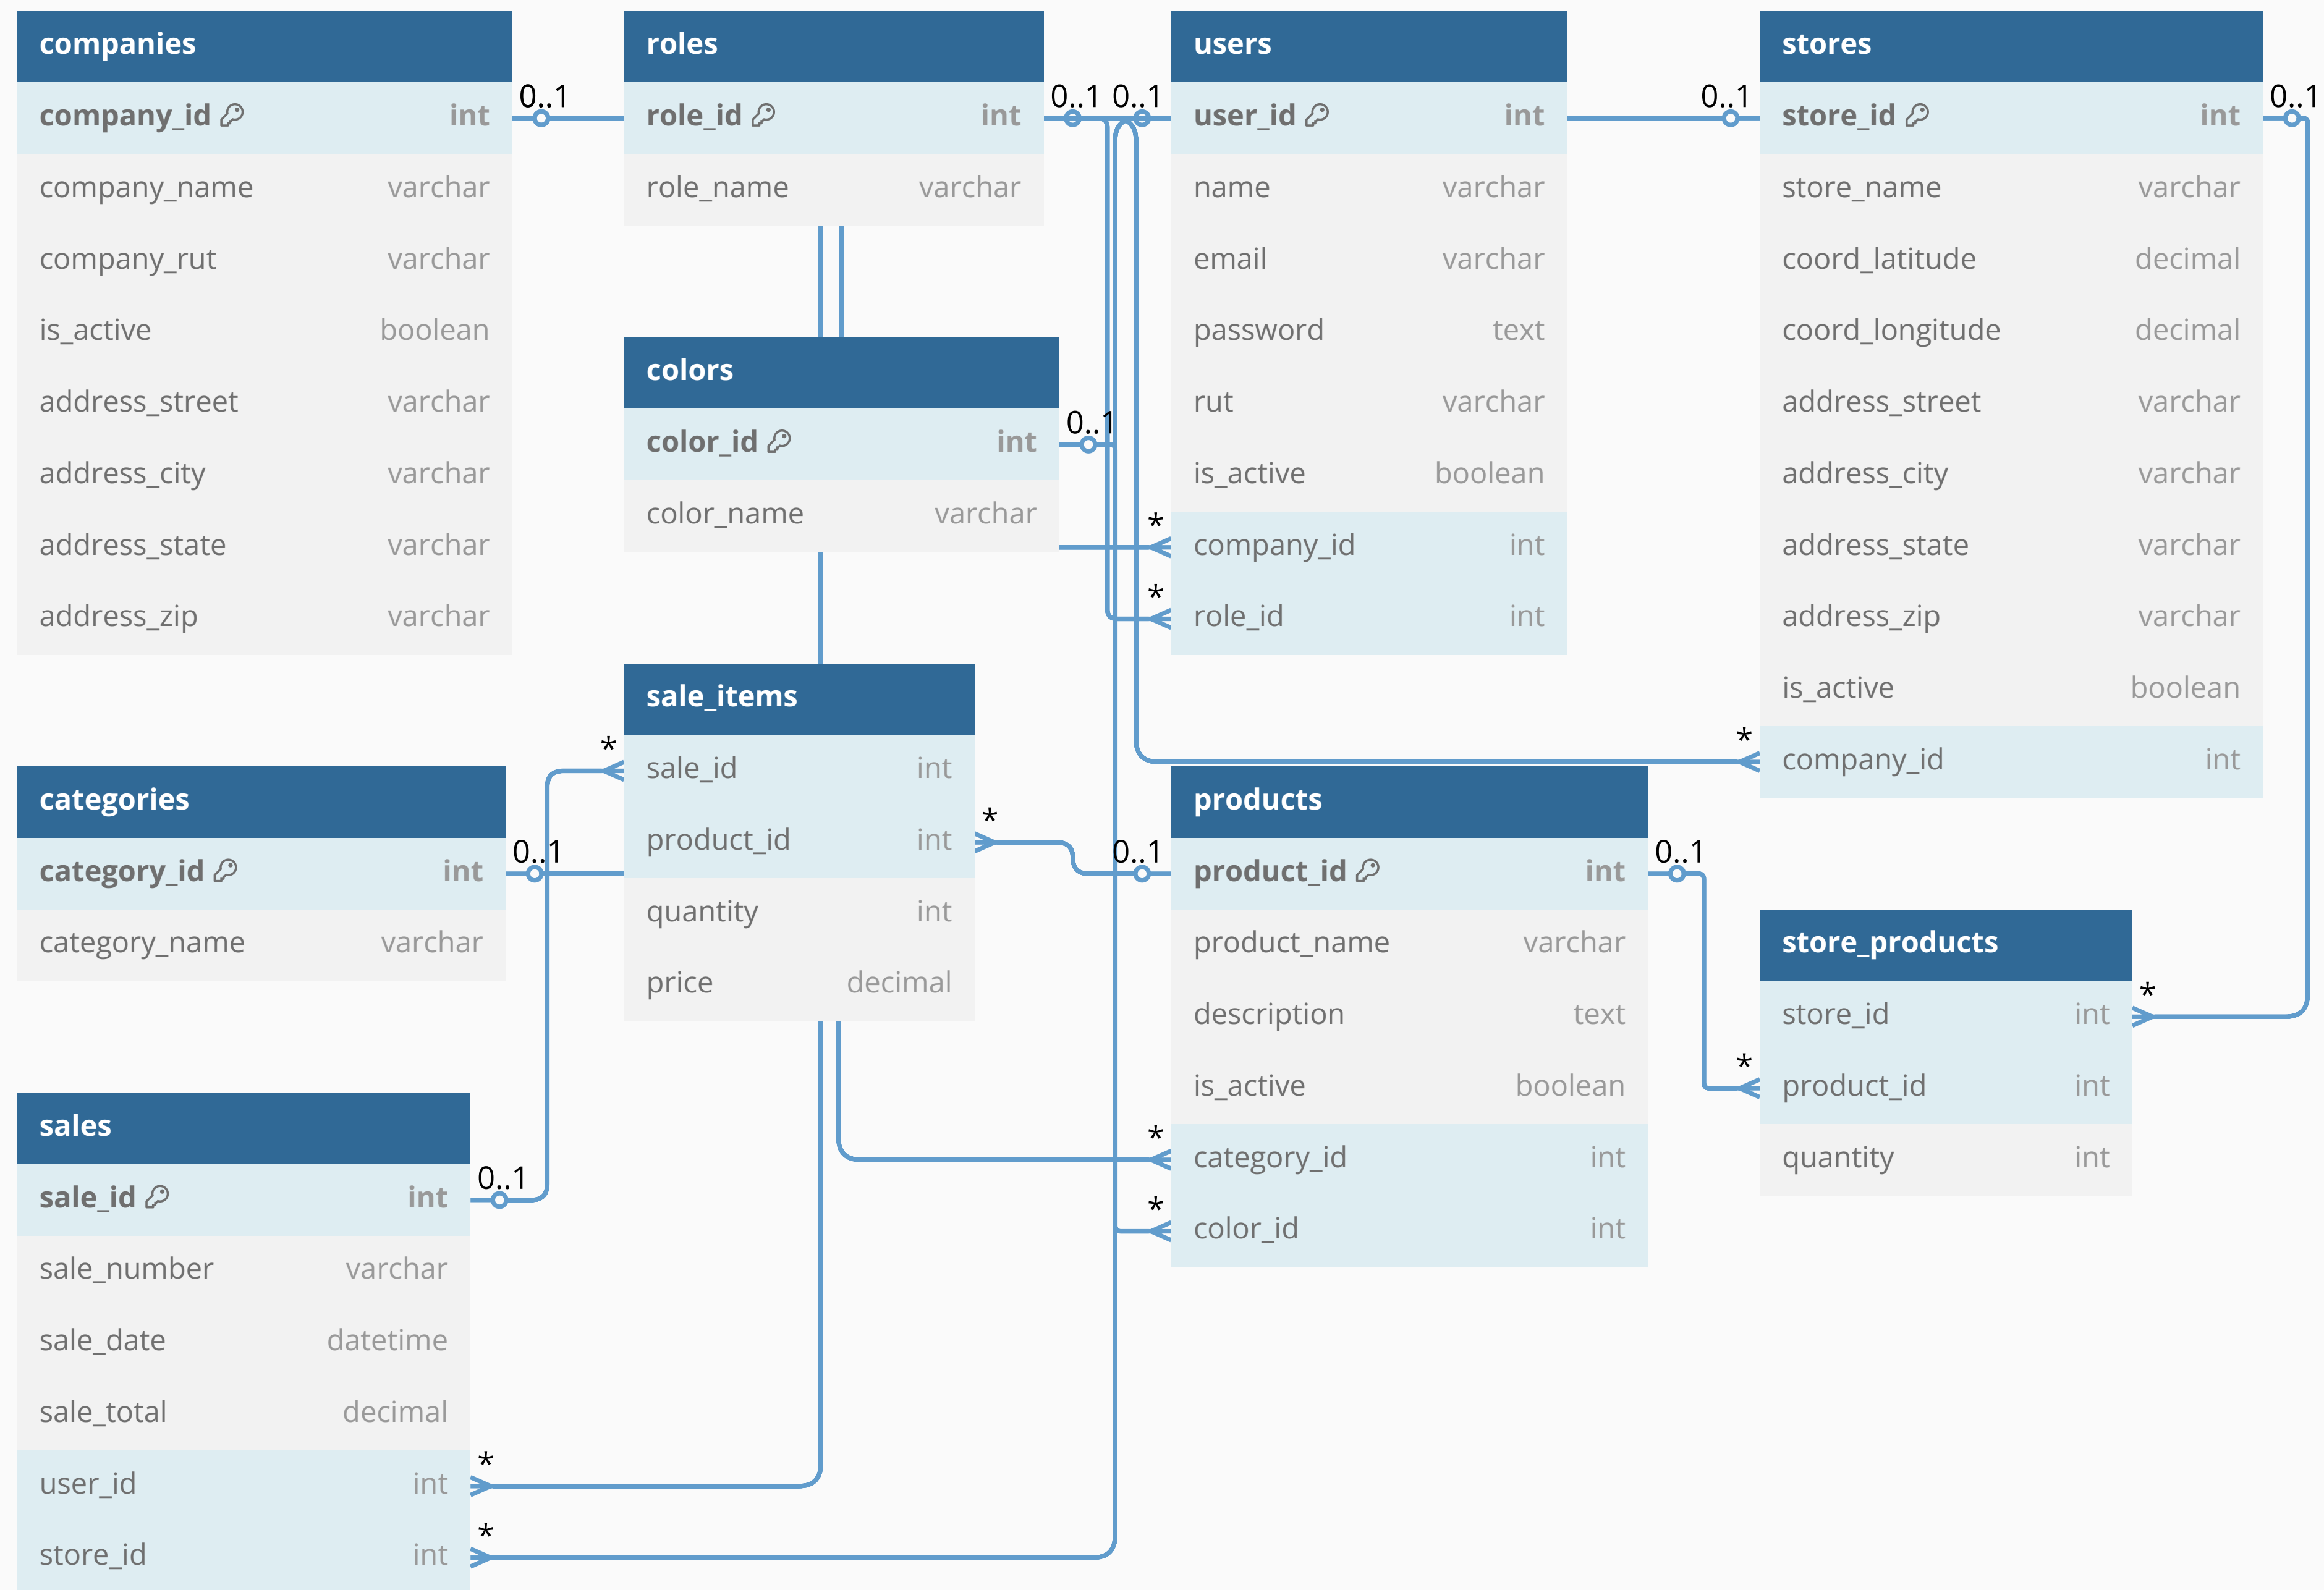 companies
company_id int
company_name varchar
company_rut varchar
is_active boolean
address_street varchar
address_city varchar
address_state varchar
address_zip varchar
0..1
roles
role_id int
role_name varchar
0..1
0..1
users
user_id int
name varchar
email varchar
password text
rut varchar
is_active boolean
* company_id int
* role_id int
0..1
stores
store_id int
store_name varchar
coord_latitude decimal
coord_longitude decimal
address_street varchar
address_city varchar
address_state varchar
address_zip varchar
is_active boolean
* company_id int
0..1
colors
color_id int
color_name varchar
0..1
sale_items
* sale_id int
product_id int *
quantity int
price decimal
categories
category_id int
category_name varchar
0..1
0..1
products
product_id int
product_name varchar
description text
is_active boolean
* category_id int
* color_id int
0..1
store_products
store_id int *
* product_id int
quantity int
sales
sale_id int
sale_number varchar
sale_date datetime
sale_total decimal
user_id int *
store_id int *
0..1